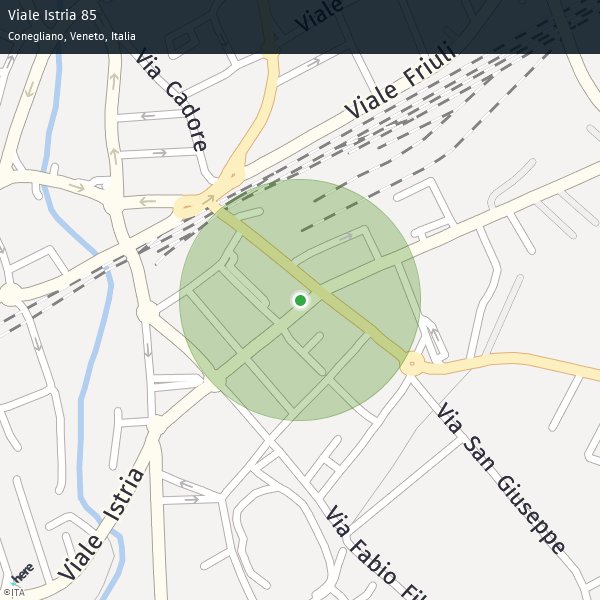 Viale Istria 85
Conegliano, Veneto, Italia
Viale
Via Cadore
Viale Friuli
Via San Giuseppe
Viale Istria
Via Fabio Fil
here
©ITA